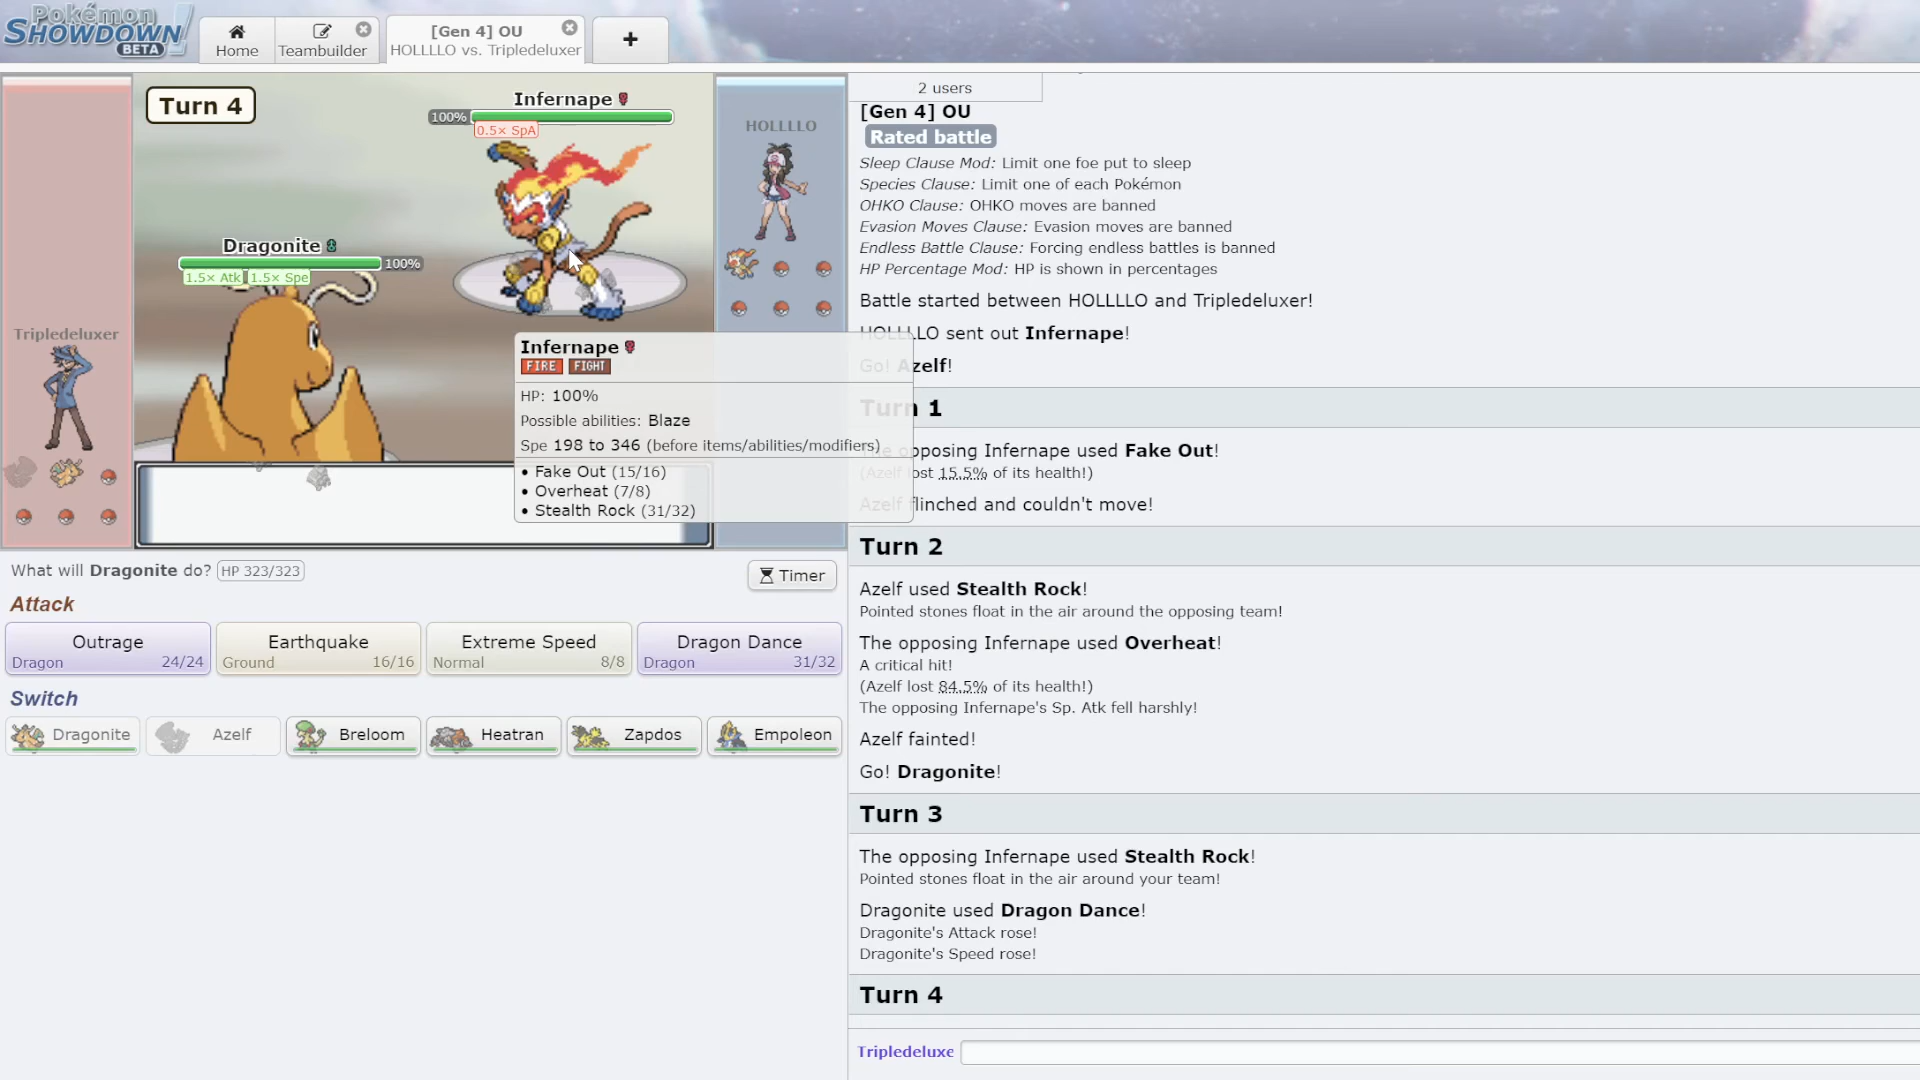 Pokémon
SHOWDOWN!
BETA
Home
Teambuilder
[Gen 4] OU
HOLLLLO vs. Tripledeluxer
+
Turn 4
Infernape
100%
0.5× SpA
Dragonite
100%
1.5× Atk 1.5× Spe
HOLLLLO
Tripledeluxer
Infernape
FIRE FIGHT
HP: 100%
Possible abilities: Blaze
Spe 198 to 346 (before items/abilities/modifiers)
• Fake Out (15/16)
• Overheat (7/8)
• Stealth Rock (31/32)
What will Dragonite do? HP 323/323
Timer
Attack
Outrage
Dragon 24/24
Earthquake
Ground 16/16
Extreme Speed
Normal 8/8
Dragon Dance
Dragon 31/32
Switch
Dragonite
Azelf
Breloom
Heatran
Zapdos
Empoleon
2 users
[Gen 4] OU
Rated battle
Sleep Clause Mod: Limit one foe put to sleep
Species Clause: Limit one of each Pokémon
OHKO Clause: OHKO moves are banned
Evasion Moves Clause: Evasion moves are banned
Endless Battle Clause: Forcing endless battles is banned
HP Percentage Mod: HP is shown in percentages
Battle started between HOLLLLO and Tripledeluxer!
HOLLLLO sent out Infernape!
Go! Azelf!
Turn 1
The opposing Infernape used Fake Out!
(Azelf lost 15.5% of its health!)
Azelf flinched and couldn't move!
Turn 2
Azelf used Stealth Rock!
Pointed stones float in the air around the opposing team!
The opposing Infernape used Overheat!
A critical hit!
(Azelf lost 84.5% of its health!)
The opposing Infernape's Sp. Atk fell harshly!
Azelf fainted!
Go! Dragonite!
Turn 3
The opposing Infernape used Stealth Rock!
Pointed stones float in the air around your team!
Dragonite used Dragon Dance!
Dragonite's Attack rose!
Dragonite's Speed rose!
Turn 4
Tripledeluxe